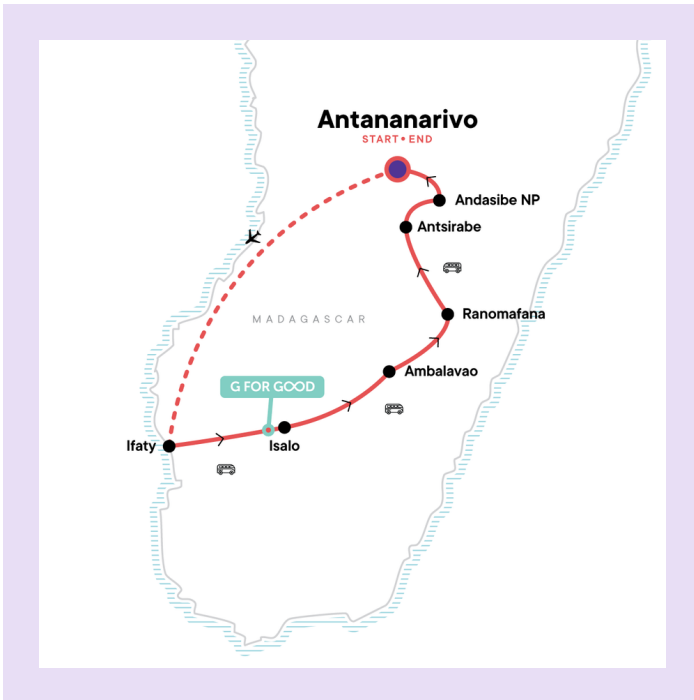 Antananarivo
START • END
Andasibe NP
Antsirabe
MADAGASCAR
Ranomafana
Ambalavao
G FOR GOOD
Ifaty
Isalo